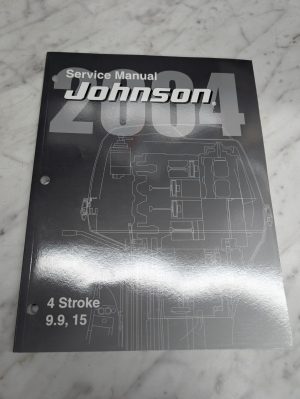 2004
Service Manual
Johnson
4 Stroke
9.9, 15